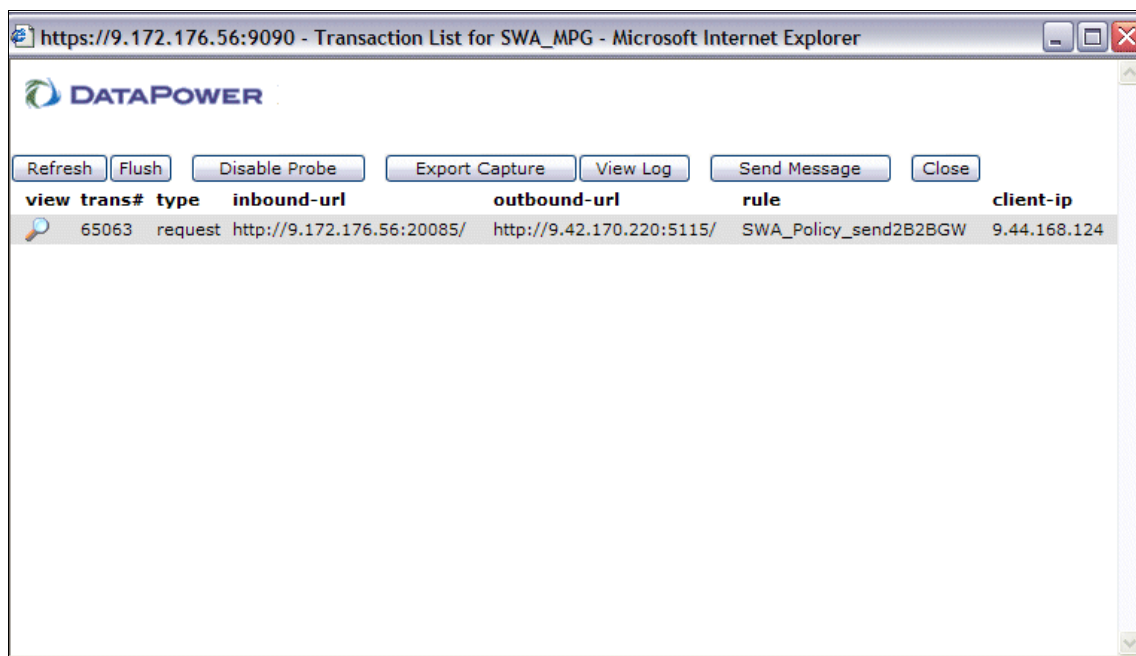 https://9.172.176.56:9090 - Transaction List for SWA_MPG - Microsoft Internet Explorer
DATAPOWER
Refresh Flush Disable Probe Export Capture View Log Send Message Close
view trans# type inbound-url outbound-url rule client-ip
65063 request http://9.172.176.56:20085/ http://9.42.170.220:5115/ SWA_Policy_send2B2BGW 9.44.168.124